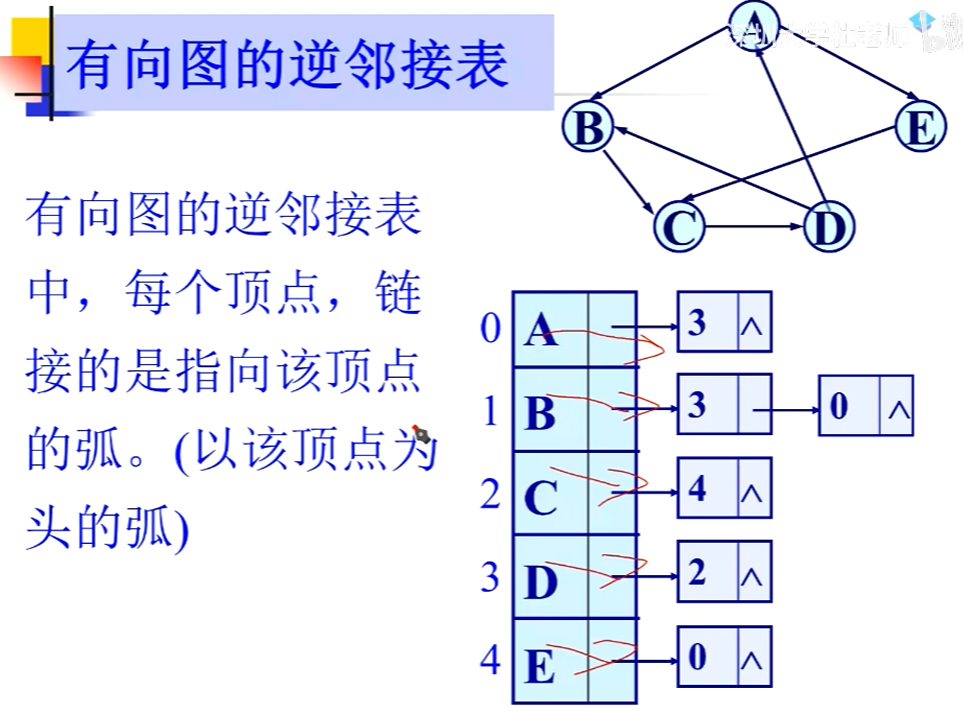 有向图的逆邻接表
A
B
E
C
D
有向图的逆邻接表
中，每个顶点，链
接的是指向该顶点
的弧。(以该顶点为
头的弧)
0 A 3 ∧
1 B 3 0 ∧
2 C 4 ∧
3 D 2 ∧
4 E 0 ∧